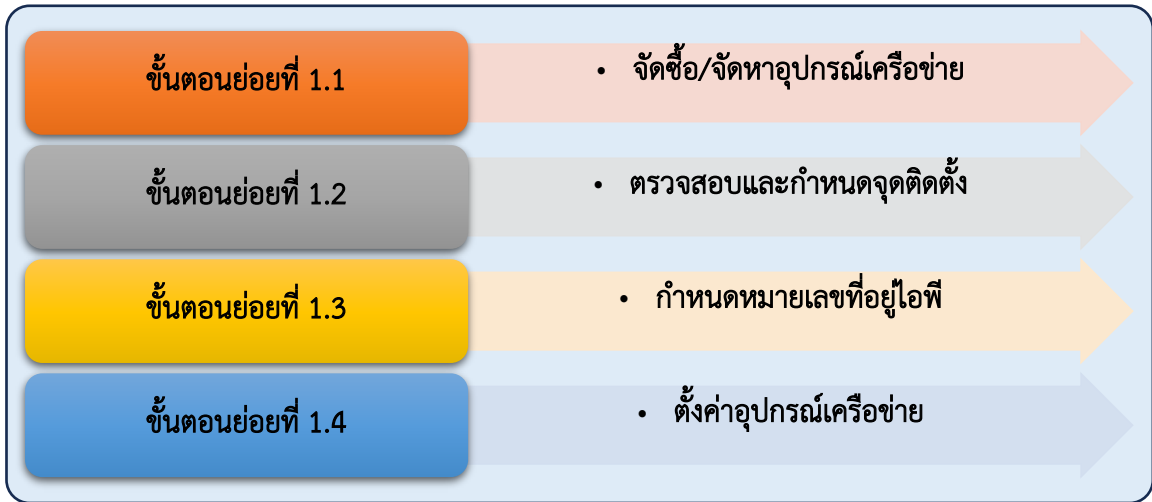 ขั้นตอนย่อยที่ 1.1
• จัดซื้อ/จัดหาอุปกรณ์เครือข่าย
ขั้นตอนย่อยที่ 1.2
• ตรวจสอบและกำหนดจุดติดตั้ง
ขั้นตอนย่อยที่ 1.3
• กำหนดหมายเลขที่อยู่ไอพี
ขั้นตอนย่อยที่ 1.4
• ตั้งค่าอุปกรณ์เครือข่าย